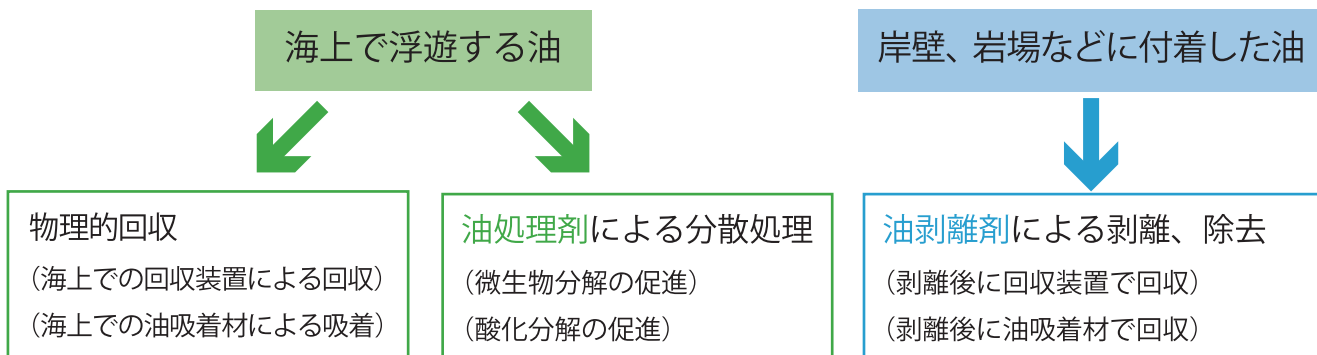 海上で浮遊する油
岸壁、岩場などに付着した油
物理的回収
（海上での回収装置による回収）
（海上での油吸着材による吸着）
油処理剤による分散処理
（微生物分解の促進）
（酸化分解の促進）
油剥離剤による剥離、除去
（剥離後に回収装置で回収）
（剥離後に油吸着材で回収）